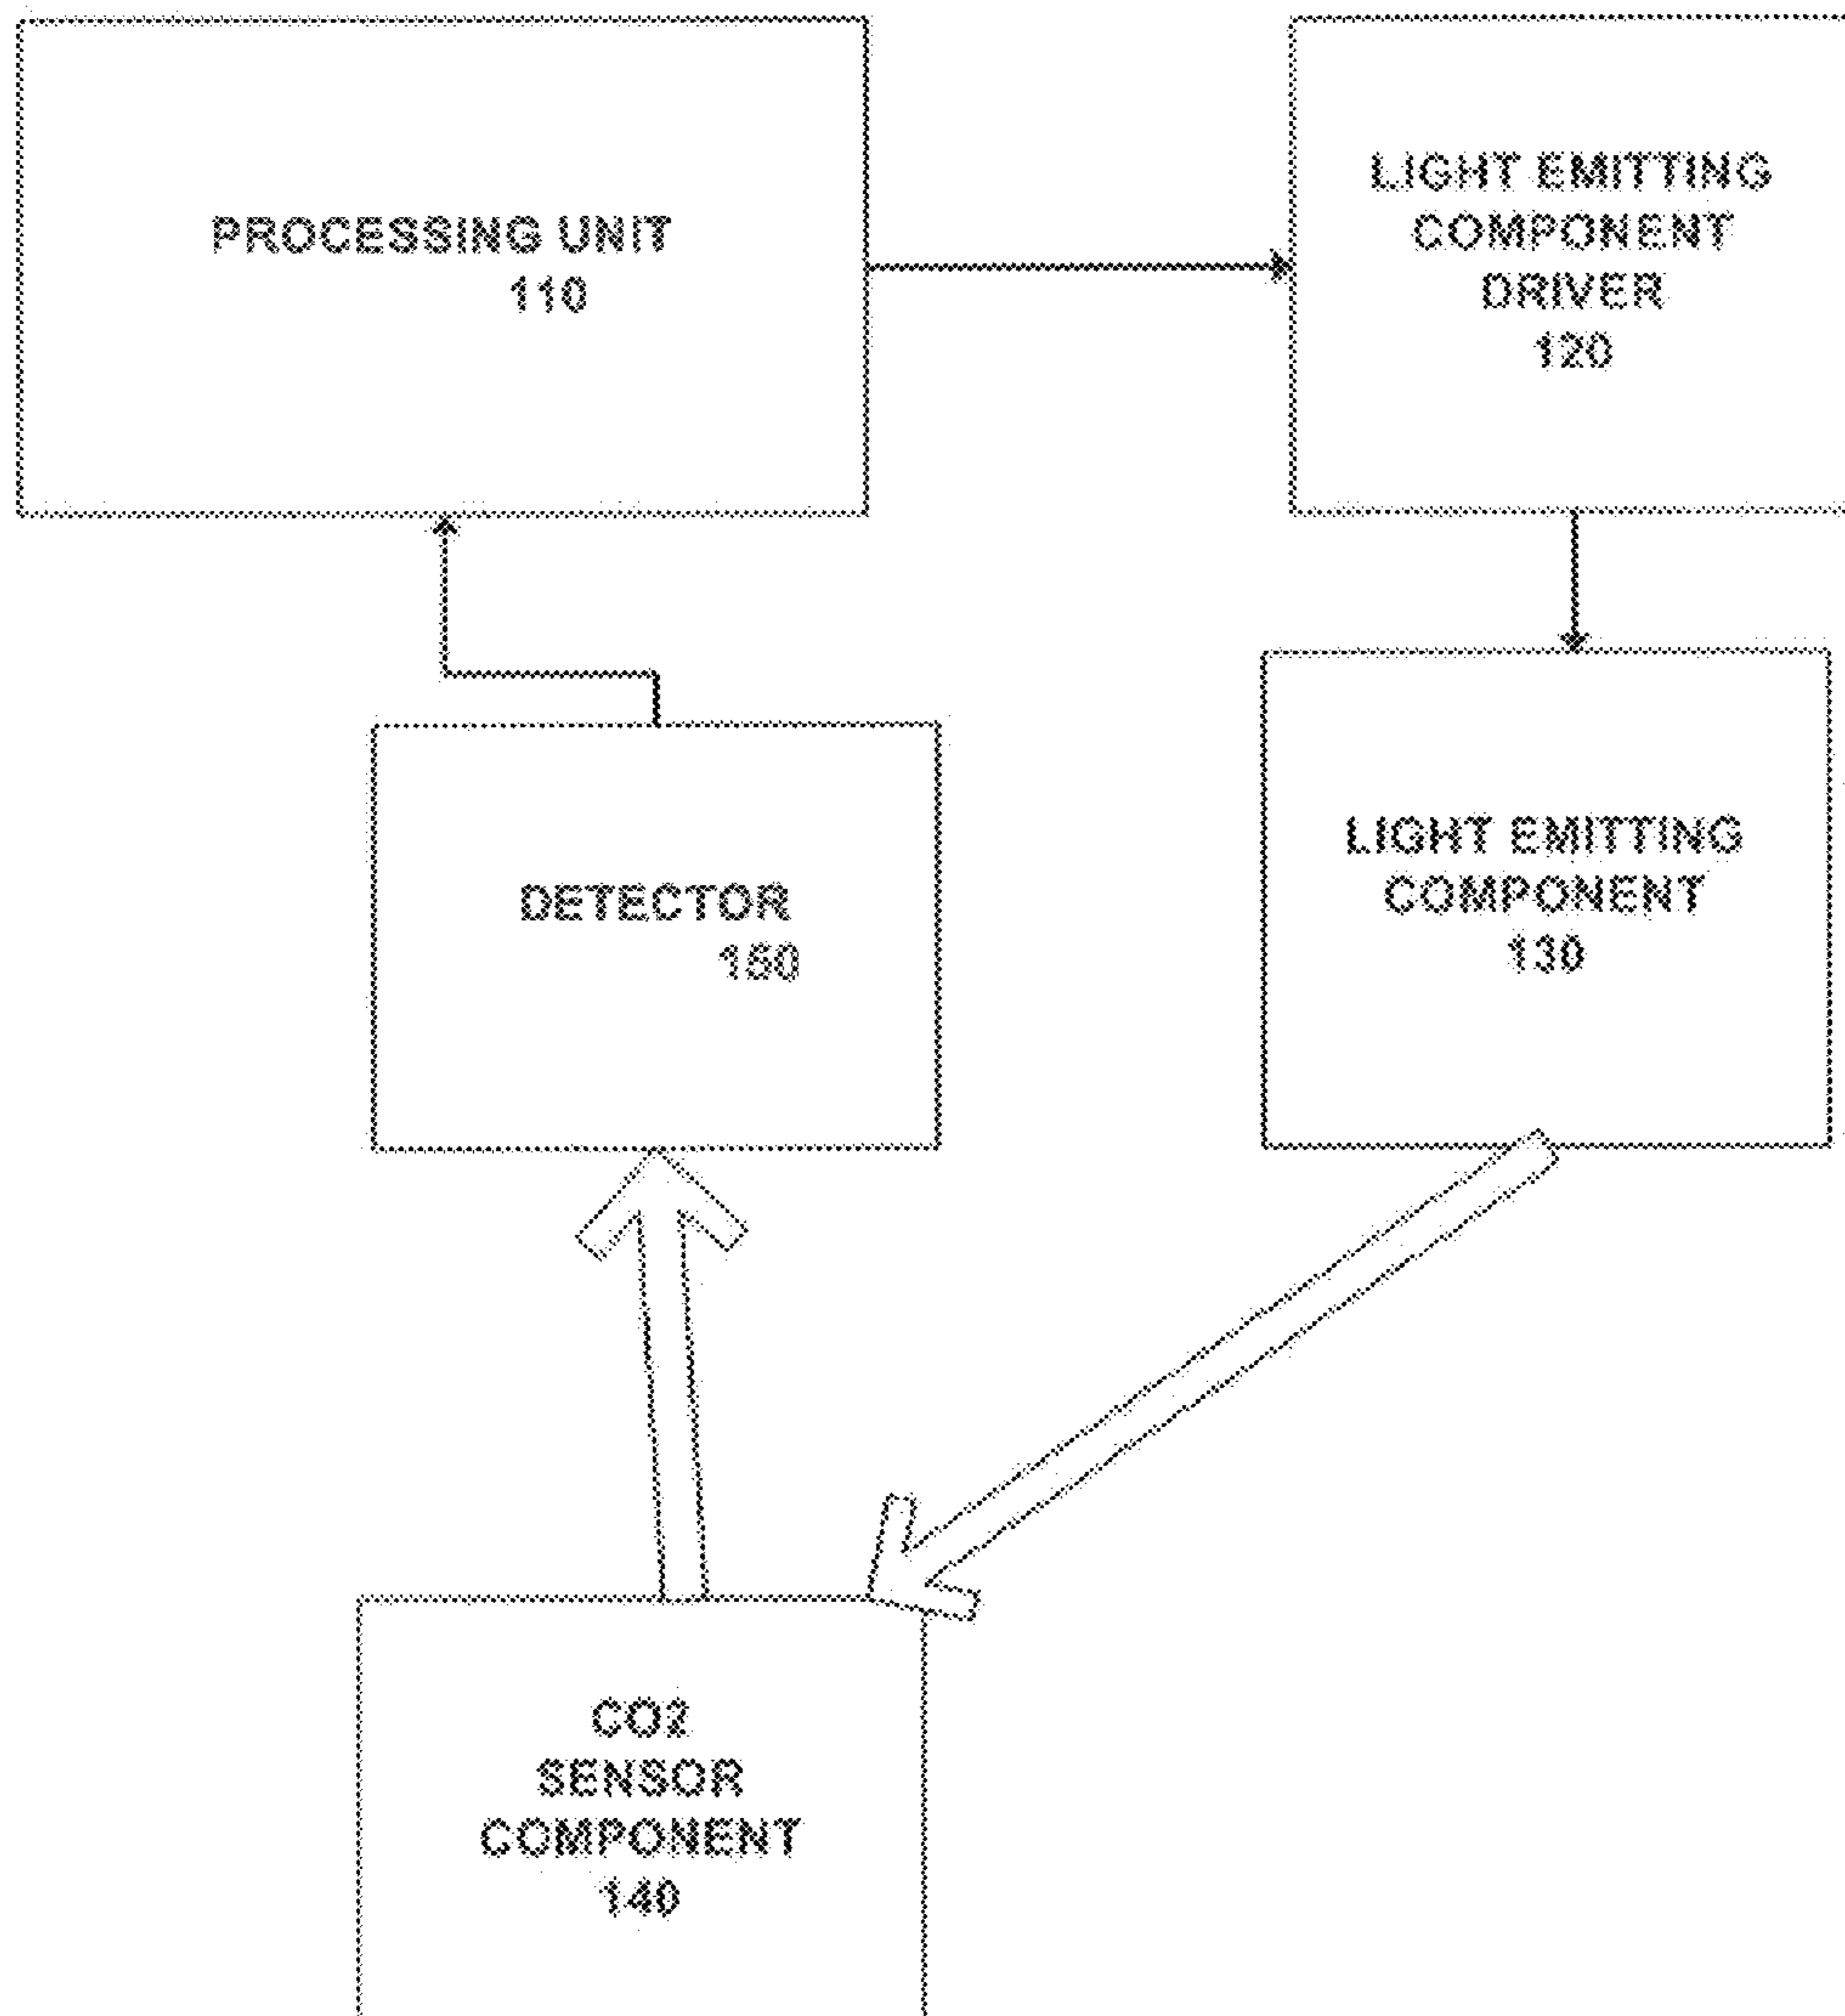 PROCESSING UNIT
110
LIGHT EMITTING
COMPONENT
DRIVER
120
DETECTOR
150
LIGHT EMITTING
COMPONENT
130
CO2
SENSOR
COMPONENT
140